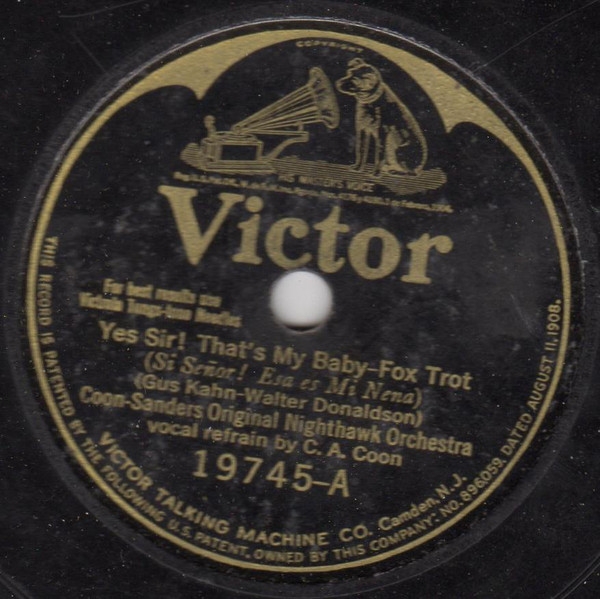 COPYRIGHT
HIS MASTER'S VOICE
Victor
For best results use
Victrola Tungs-tone Needles
Yes Sir! That's My Baby-Fox Trot
(Si Señor! Esa es Mi Nena)
(Gus Kahn-Walter Donaldson)
Coon-Sanders Original Nighthawk Orchestra
vocal refrain by C. A. Coon
19745-A
VICTOR TALKING MACHINE CO. Camden, N. J.
THIS RECORD IS PATENTED BY THE FOLLOWING U.S. PATENT, OWNED BY THIS COMPANY: NO. 896059, DATED AUGUST 11, 1908.